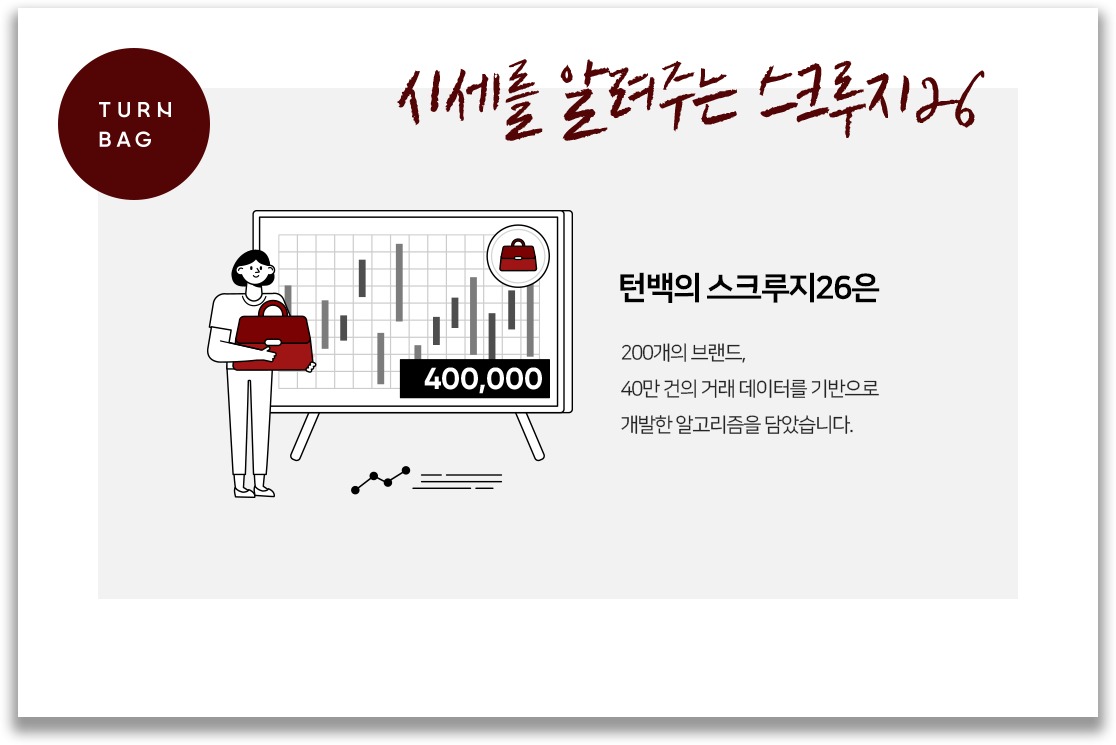 TURN
BAG
시세를 알려주는 스크루지26
400,000
턴백의 스크루지26은
200개의 브랜드,
40만 건의 거래 데이터를 기반으로
개발한 알고리즘을 담았습니다.